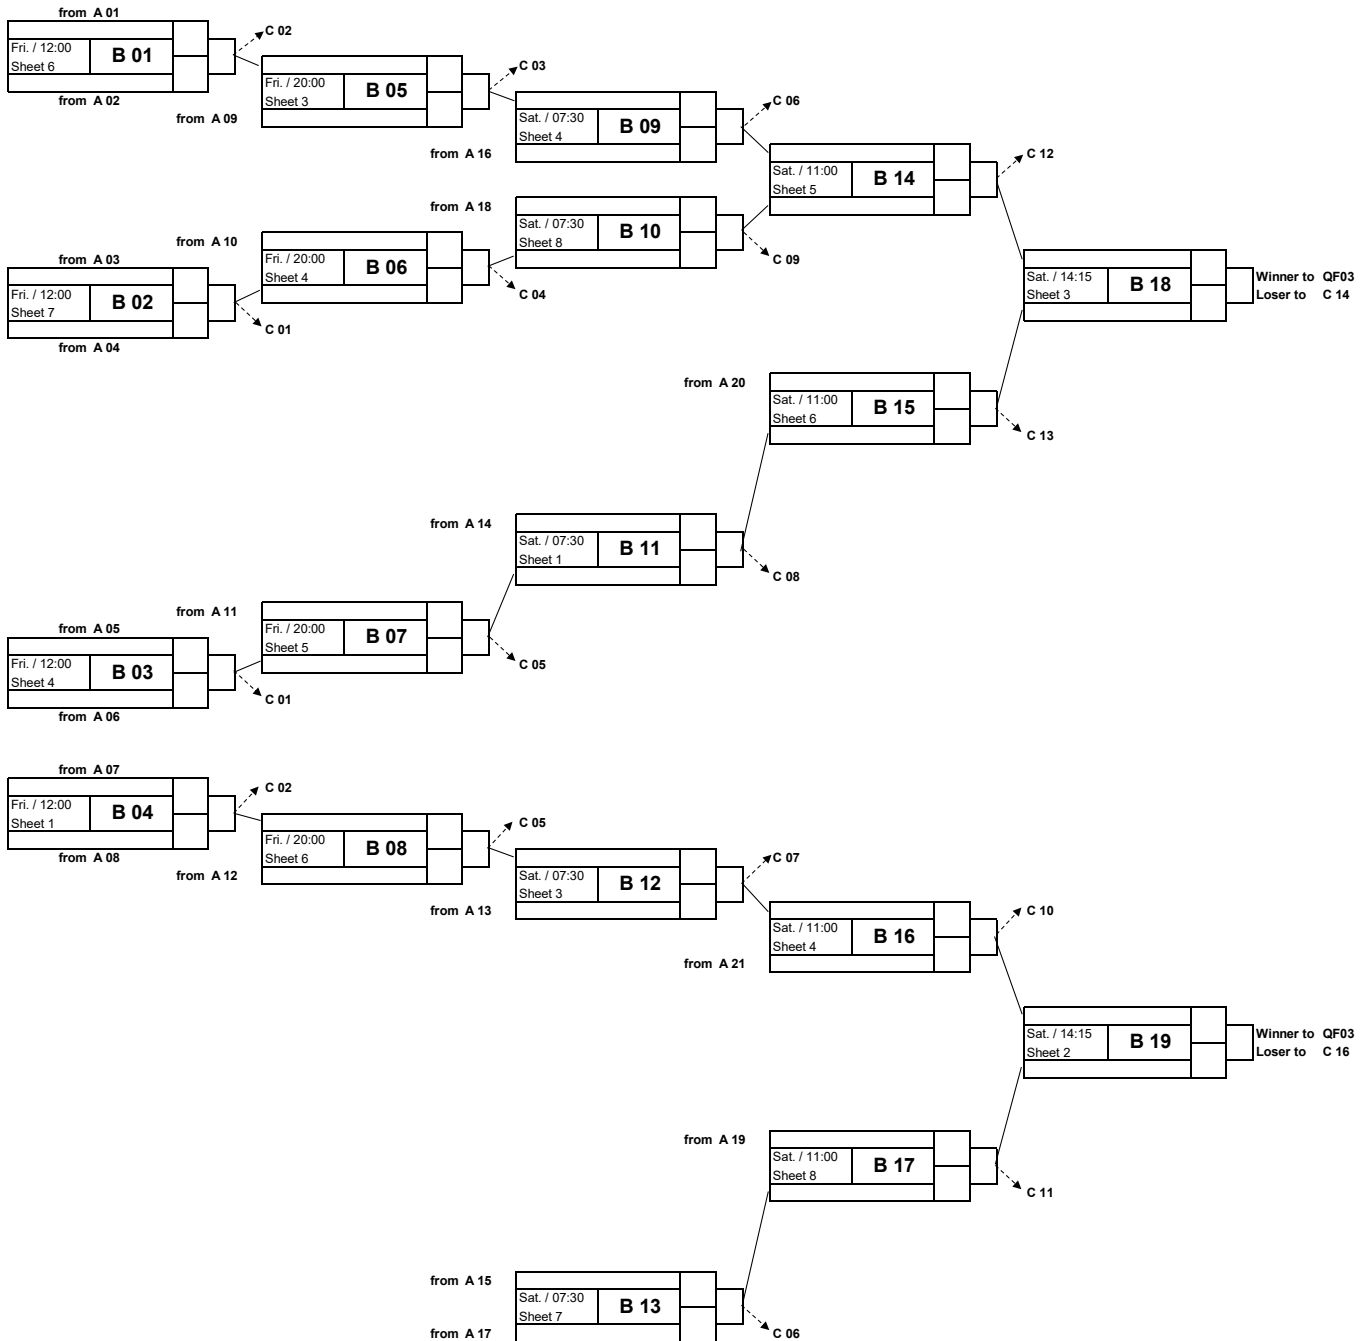 from A 01
Fri. / 12:00
Sheet 6
B 01
C 02
from A 02
Fri. / 20:00
Sheet 3
B 05
C 03
from A 09
Sat. / 07:30
Sheet 4
B 09
C 06
from A 16
Sat. / 11:00
Sheet 5
B 14
C 12
from A 18
Sat. / 07:30
Sheet 8
B 10
C 09
from A 10
Fri. / 20:00
Sheet 4
B 06
C 04
from A 03
Fri. / 12:00
Sheet 7
B 02
C 01
from A 04
Sat. / 14:15
Sheet 3
B 18
Winner to QF03
Loser to C 14
from A 20
Sat. / 11:00
Sheet 6
B 15
C 13
from A 14
Sat. / 07:30
Sheet 1
B 11
C 08
from A 11
Fri. / 20:00
Sheet 5
B 07
C 05
from A 05
Fri. / 12:00
Sheet 4
B 03
C 01
from A 06
from A 07
Fri. / 12:00
Sheet 1
B 04
C 02
from A 08
Fri. / 20:00
Sheet 6
B 08
C 05
from A 12
Sat. / 07:30
Sheet 3
B 12
C 07
from A 13
Sat. / 11:00
Sheet 4
B 16
C 10
from A 21
Sat. / 14:15
Sheet 2
B 19
Winner to QF03
Loser to C 16
from A 19
Sat. / 11:00
Sheet 8
B 17
C 11
from A 15
Sat. / 07:30
Sheet 7
B 13
C 06
from A 17